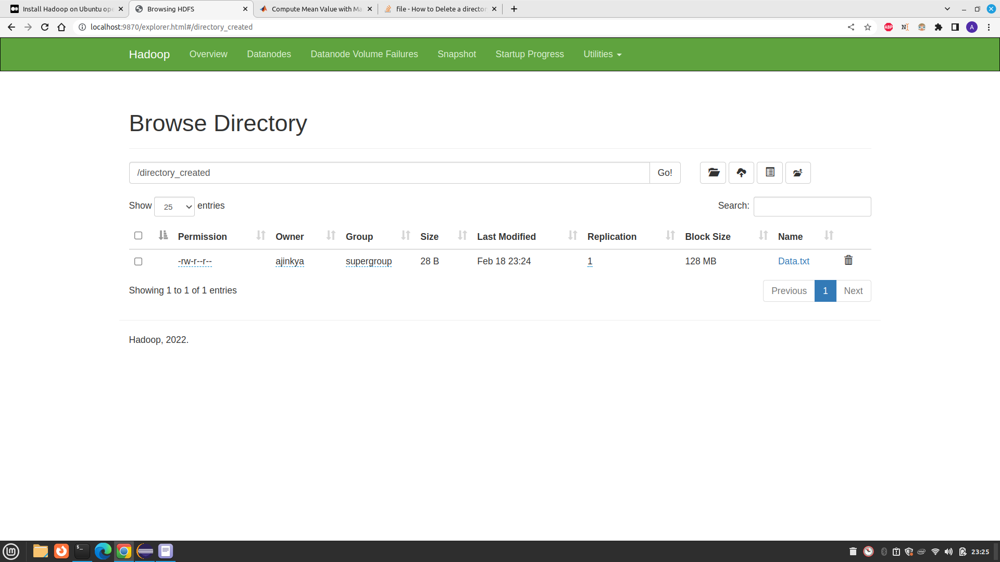 Install Hadoop on Ubuntu ope
Browsing HDFS
Compute Mean Value with Ma
file - How to Delete a director
localhost:9870/explorer.html#/directory_created
ABP
A
Hadoop Overview Datanodes Datanode Volume Failures Snapshot Startup Progress Utilities
Browse Directory
/directory_created Go!
Show 25 entries Search:
Permission Owner Group Size Last Modified Replication Block Size Name
-rw-r--r-- ajinkya supergroup 28 B Feb 18 23:24 1 128 MB Data.txt
Showing 1 to 1 of 1 entries Previous 1 Next
Hadoop, 2022.
23:25